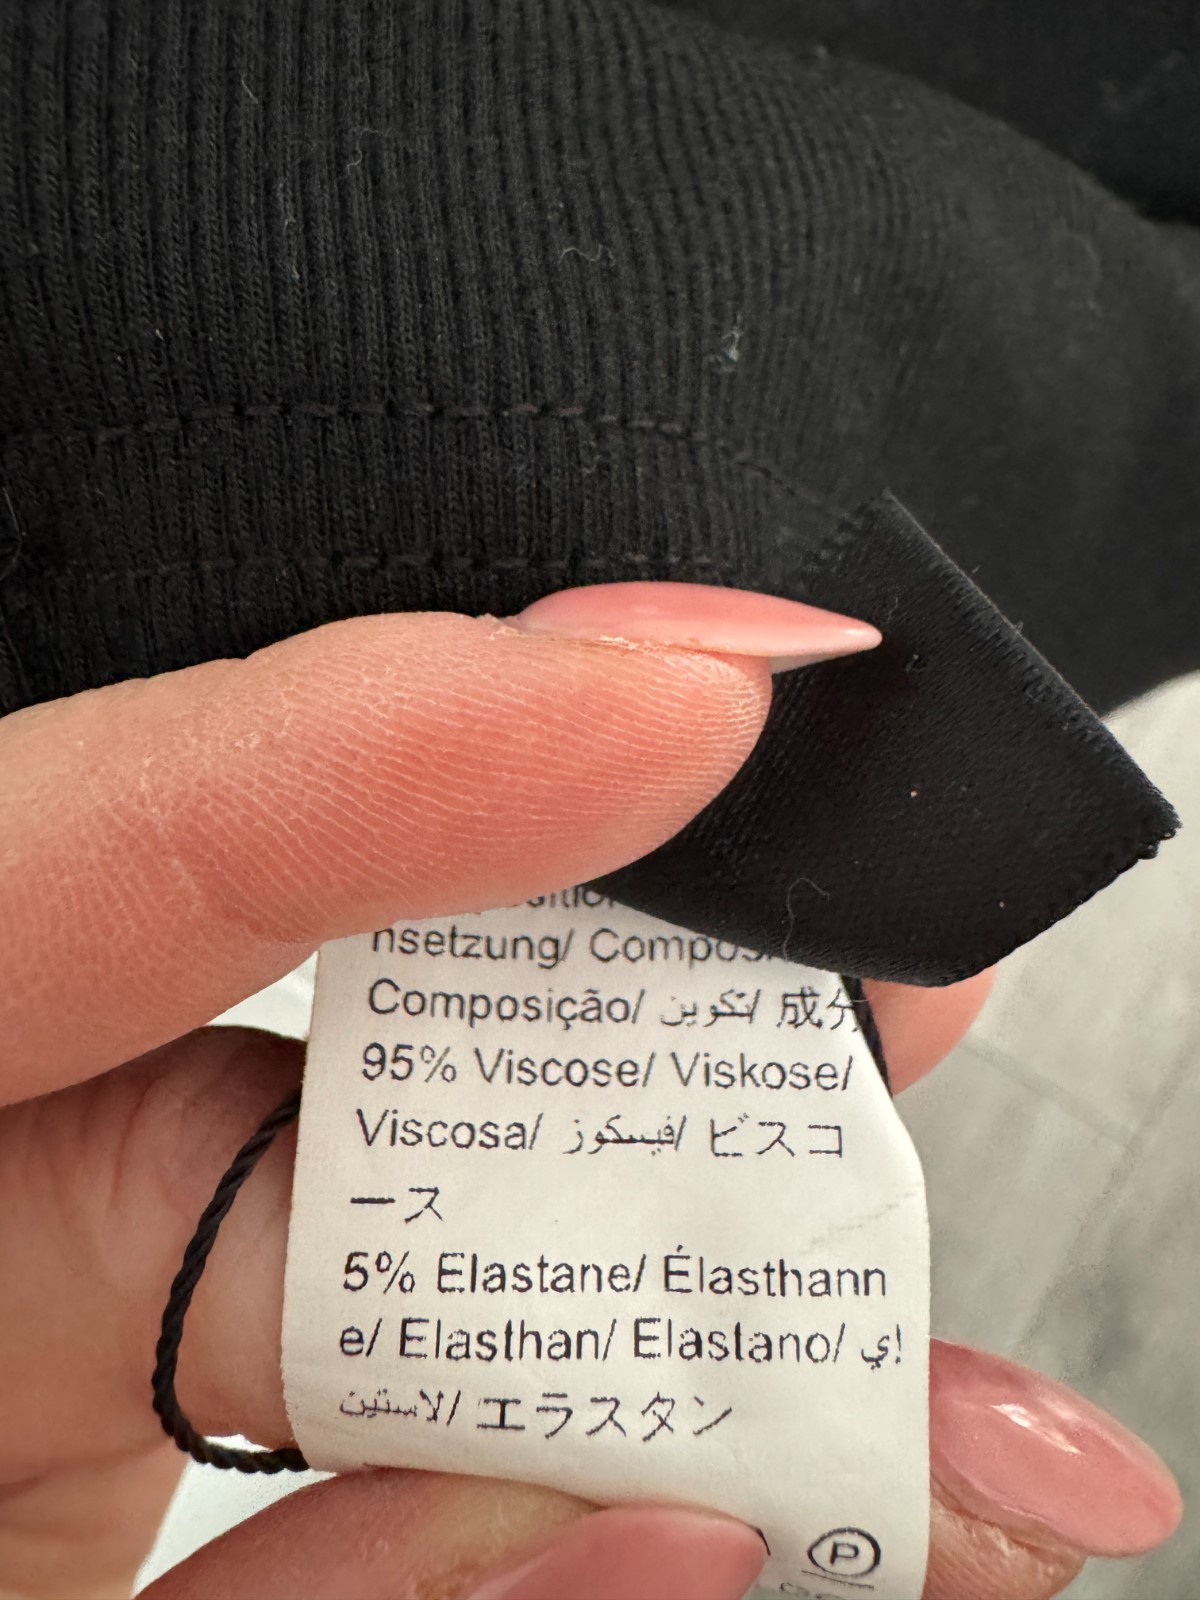 nsetzung/
Composição/ تكوين/ 成分
95% Viscose/ Viskose/
Viscosa/ فيسكوز/ ビスコ
ース
5% Elastane/ Élasthann
e/ Elasthan/ Elastano/ إي
لاستين/ エラスタン
P